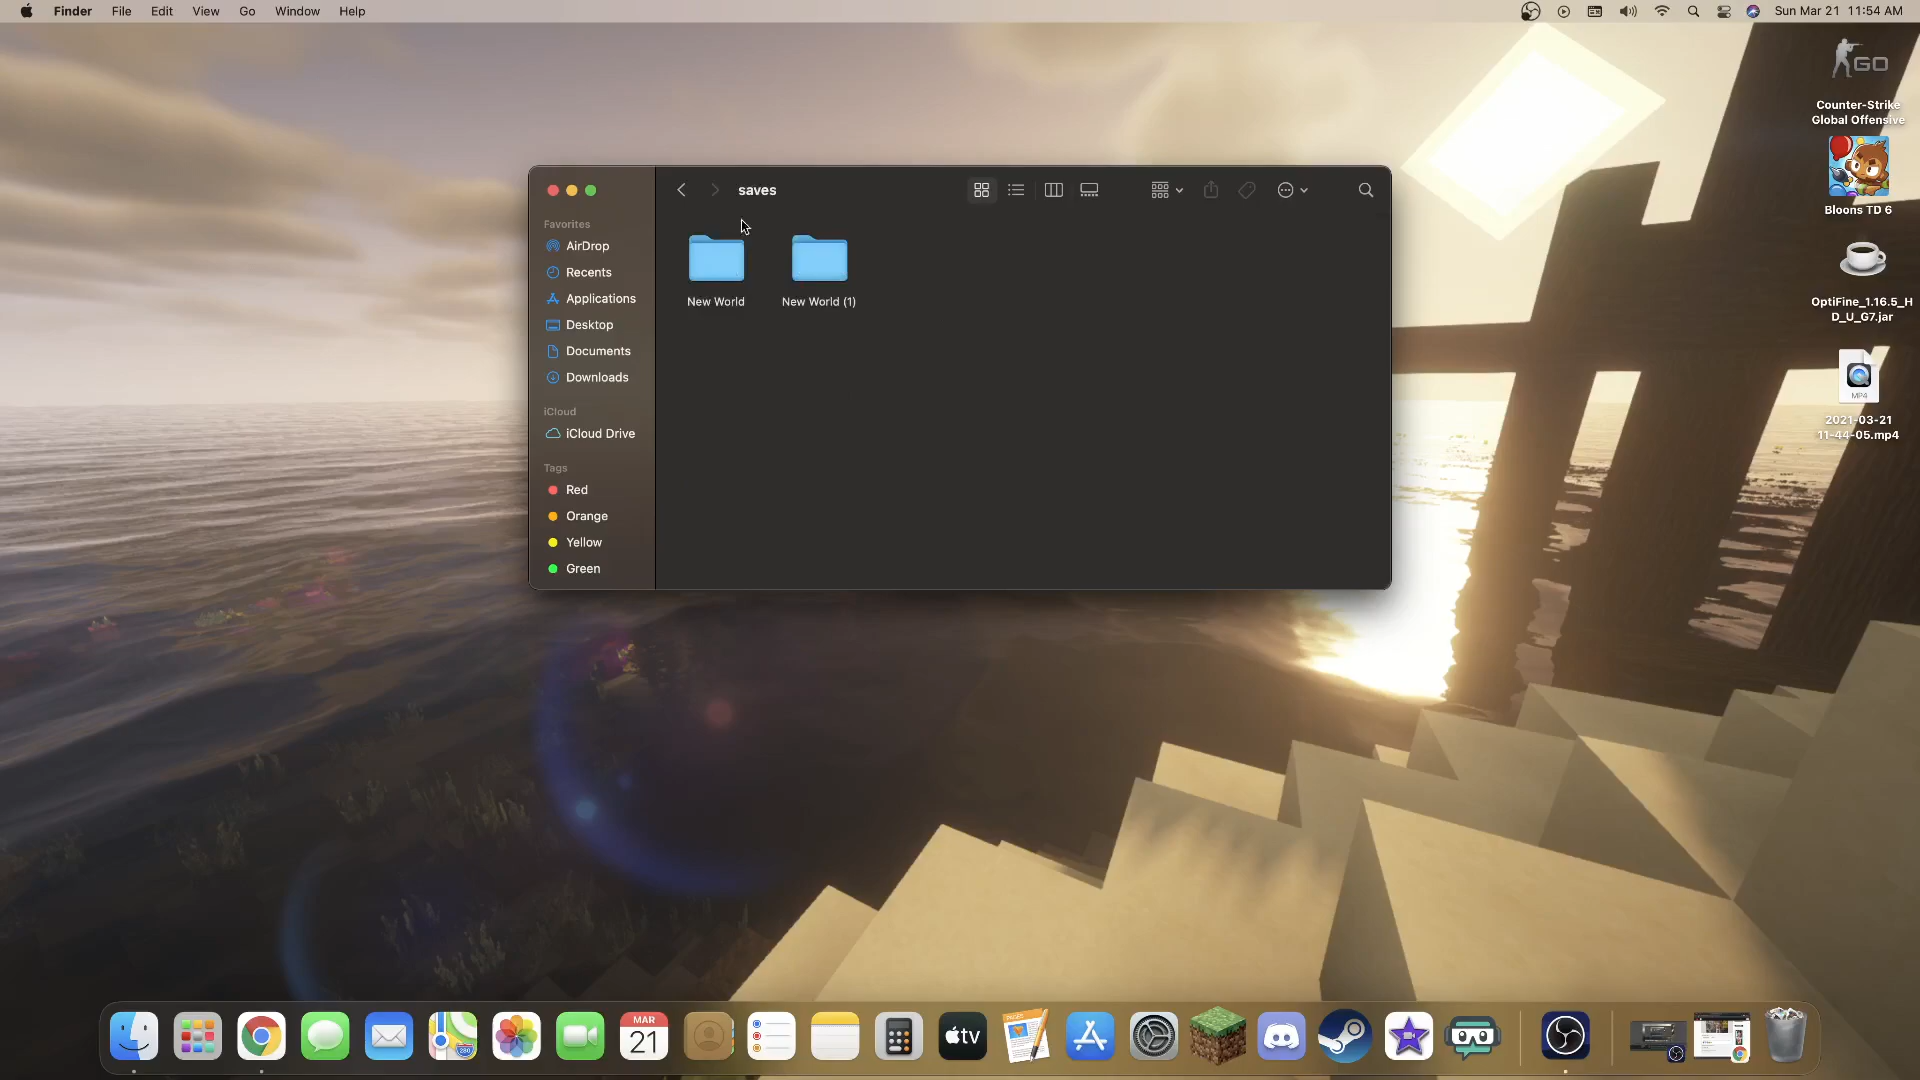 Finder File Edit View Go Window Help
Sun Mar 21 11:54 AM
saves
Favorites
AirDrop
Recents
Applications
Desktop
Documents
Downloads
iCloud
iCloud Drive
Tags
Red
Orange
Yellow
Green
New World
New World (1)
GO
Counter-Strike
Global Offensive
Bloons TD 6
OptiFine_1.16.5_H
D_U_G7.jar
MP4
2021-03-21
11-44-05.mp4
MAR
21
280
tv
PAGES